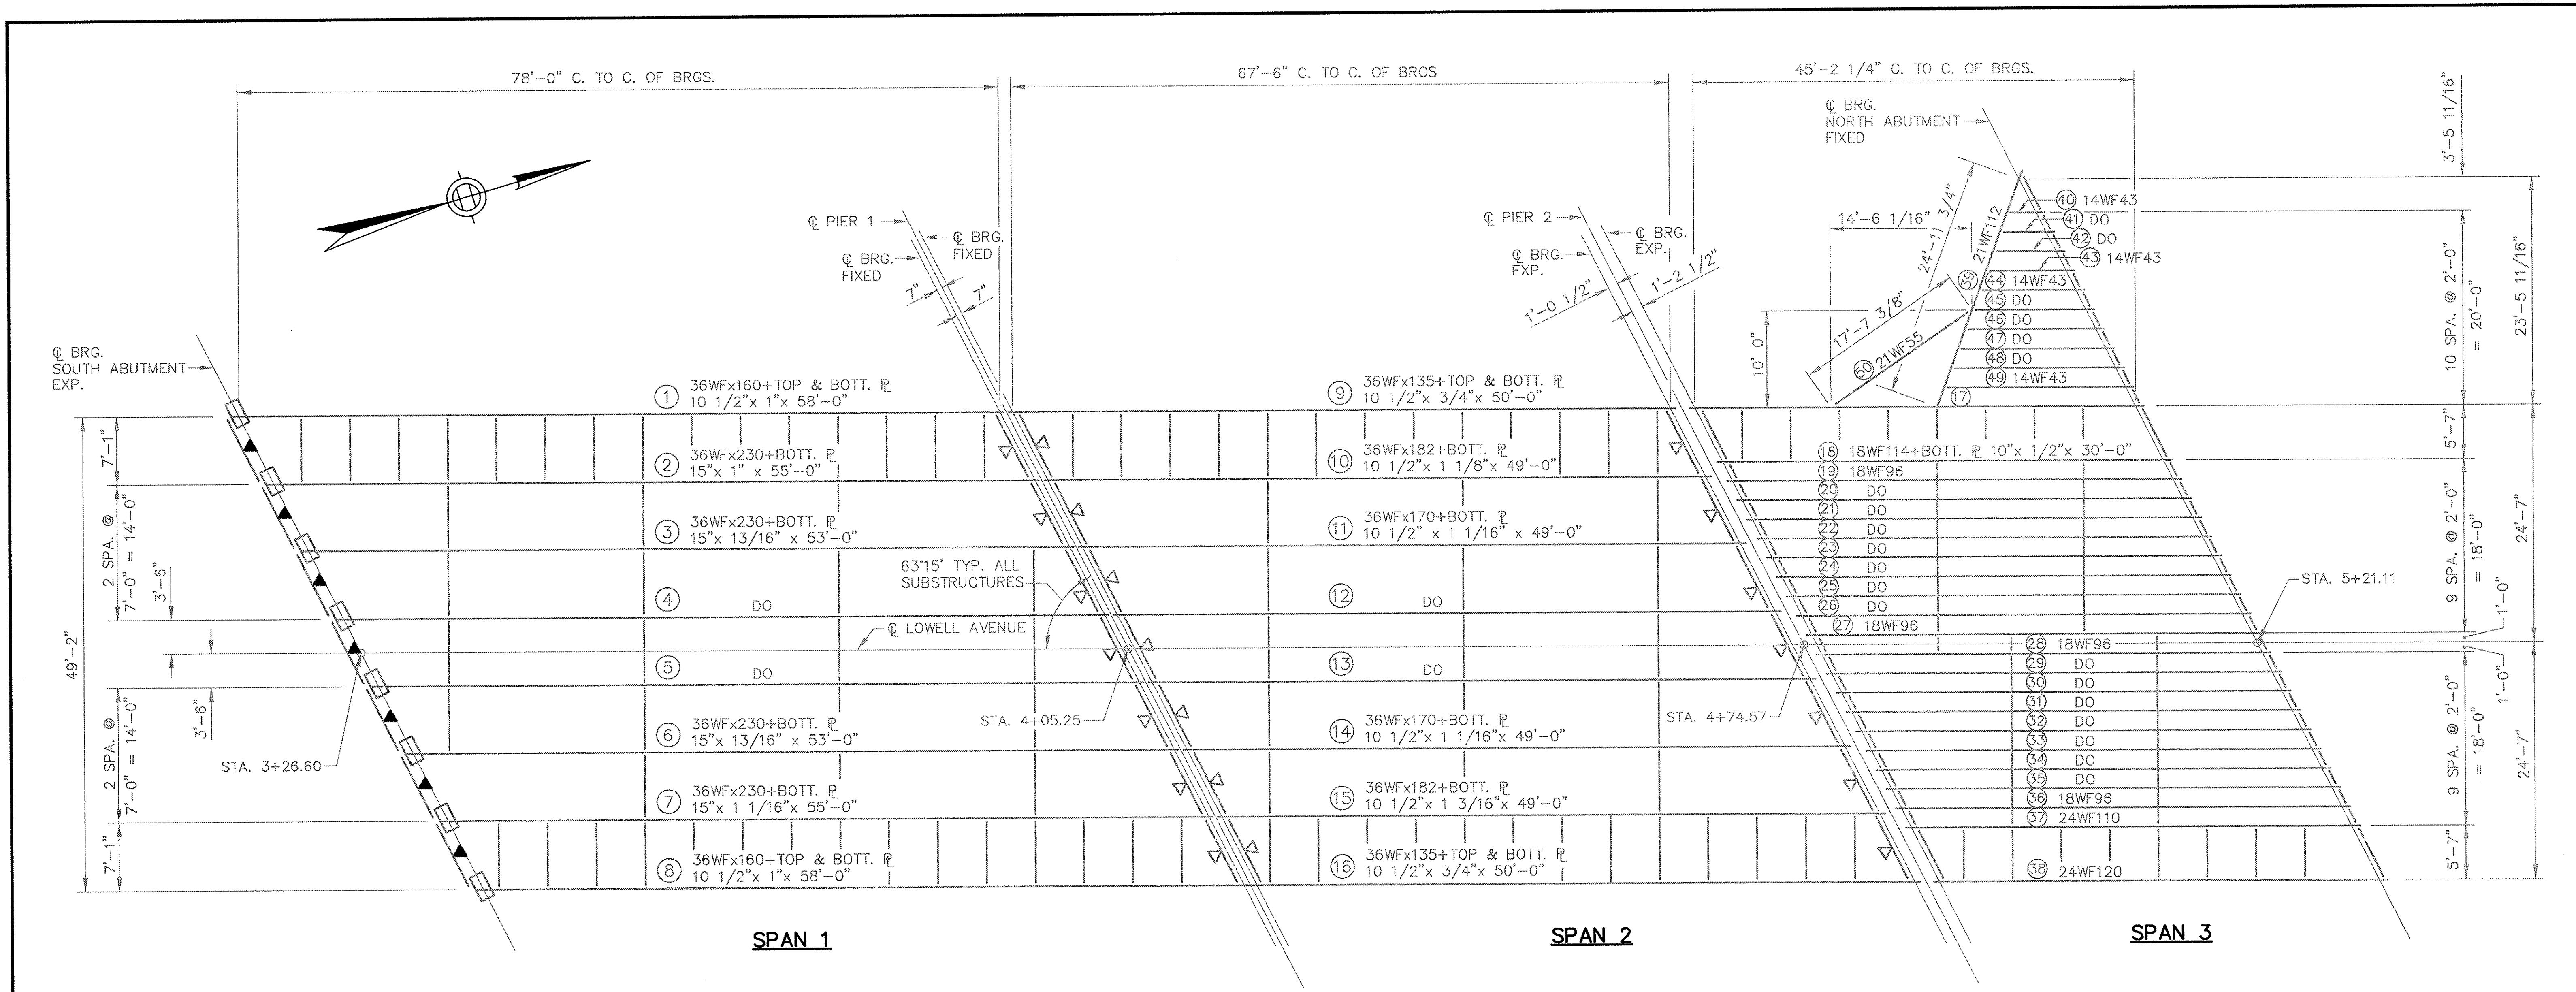 78'-0" C. TO C. OF BRGS.
67'-6" C. TO C. OF BRGS
45'-2 1/4" C. TO C. OF BRGS.
3'-5 11/16"
℄ BRG.
NORTH ABUTMENT
FIXED
℄ PIER 1
℄ BRG.
FIXED
℄ BRG.
FIXED
7"
7"
℄ PIER 2
℄ BRG.
EXP.
℄ BRG.
EXP.
1'-0 1/2"
1'-2 1/2"
14'-6 1/16"
24'-11 3/4"
17'-7 3/8"
10' 0"
39 21WF112
50 21WF55
40 14WF43
41 DO
42 DO
43 14WF43
44 14WF43
45 DO
46 DO
47 DO
48 DO
49 14WF43
17
10 SPA. @ 2'-0"
= 20'-0"
23'-5 11/16"
℄ BRG.
SOUTH ABUTMENT
EXP.
49'-2"
7'-1"
2 SPA. @
7'-0" = 14'-0"
3'-6"
3'-6"
2 SPA. @
7'-0" = 14'-0"
7'-1"
1 36WFx160+TOP & BOTT. ℄
10 1/2"x 1"x 58'-0"
2 36WFx230+BOTT. ℄
15"x 1" x 55'-0"
3 36WFx230+BOTT. ℄
15"x 13/16" x 53'-0"
4 DO
5 DO
6 36WFx230+BOTT. ℄
15"x 13/16" x 53'-0"
7 36WFx230+BOTT. ℄
15"x 1 1/16"x 55'-0"
8 36WFx160+TOP & BOTT. ℄
10 1/2"x 1"x 58'-0"
63°15' TYP. ALL
SUBSTRUCTURES
℄ LOWELL AVENUE
STA. 3+26.60
STA. 4+05.25
9 36WFx135+TOP & BOTT. ℄
10 1/2"x 3/4"x 50'-0"
10 36WFx182+BOTT. ℄
10 1/2"x 1 1/8"x 49'-0"
11 36WFx170+BOTT. ℄
10 1/2" x 1 1/16" x 49'-0"
12 DO
13 DO
14 36WFx170+BOTT. ℄
10 1/2"x 1 1/16"x 49'-0"
15 36WFx182+BOTT. ℄
10 1/2"x 1 3/16"x 49'-0"
16 36WFx135+TOP & BOTT. ℄
10 1/2"x 3/4"x 50'-0"
STA. 4+74.57
18 18WF114+BOTT. ℄ 10"x 1/2"x 30'-0"
19 18WF96
20 DO
21 DO
22 DO
23 DO
24 DO
25 DO
26 DO
27 18WF96
28 18WF96
29 DO
30 DO
31 DO
32 DO
33 DO
34 DO
35 DO
36 18WF96
37 24WF110
38 24WF120
STA. 5+21.11
5'-7"
9 SPA. @ 2'-0"
= 18'-0"
1'-0"
24'-7"
1'-0"
9 SPA. @ 2'-0"
= 18'-0"
24'-7"
5'-7"
SPAN 1
SPAN 2
SPAN 3